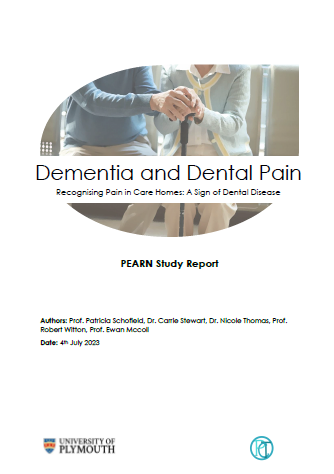 Dementia and Dental Pain
Recognising Pain in Care Homes: A Sign of Dental Disease
PEARN Study Report
Authors: Prof. Patricia Schofield, Dr. Carrie Stewart, Dr. Nicole Thomas, Prof.
Robert Witton, Prof. Ewan Mccoll
Date: 4th July 2023
UNIVERSITY OF
PLYMOUTH